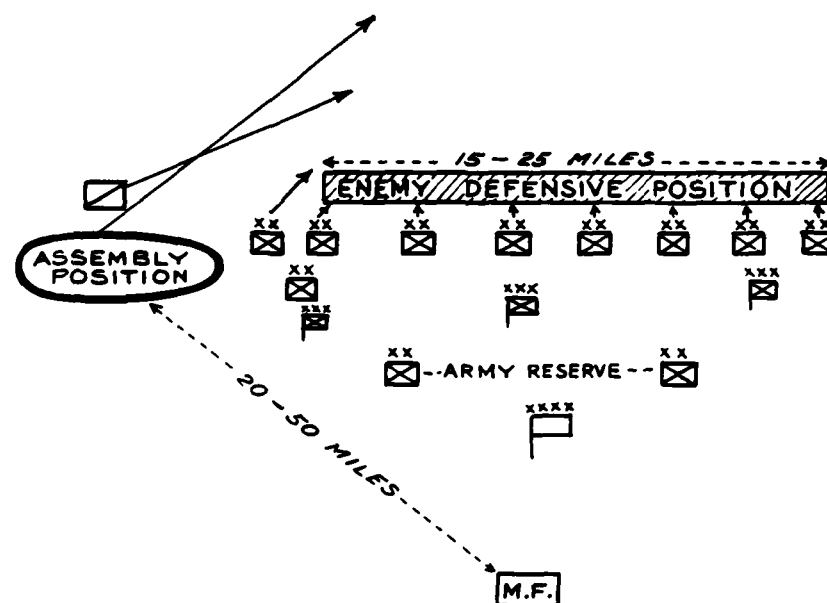 15-25 MILES
ENEMY DEFENSIVE POSITION
XX XX XX XX XX XX XX XX
ASSEMBLY
POSITION
XX XXX XXX
XXX
XX XX
ARMY RESERVE
XXXX
20-50 MILES
M.F.